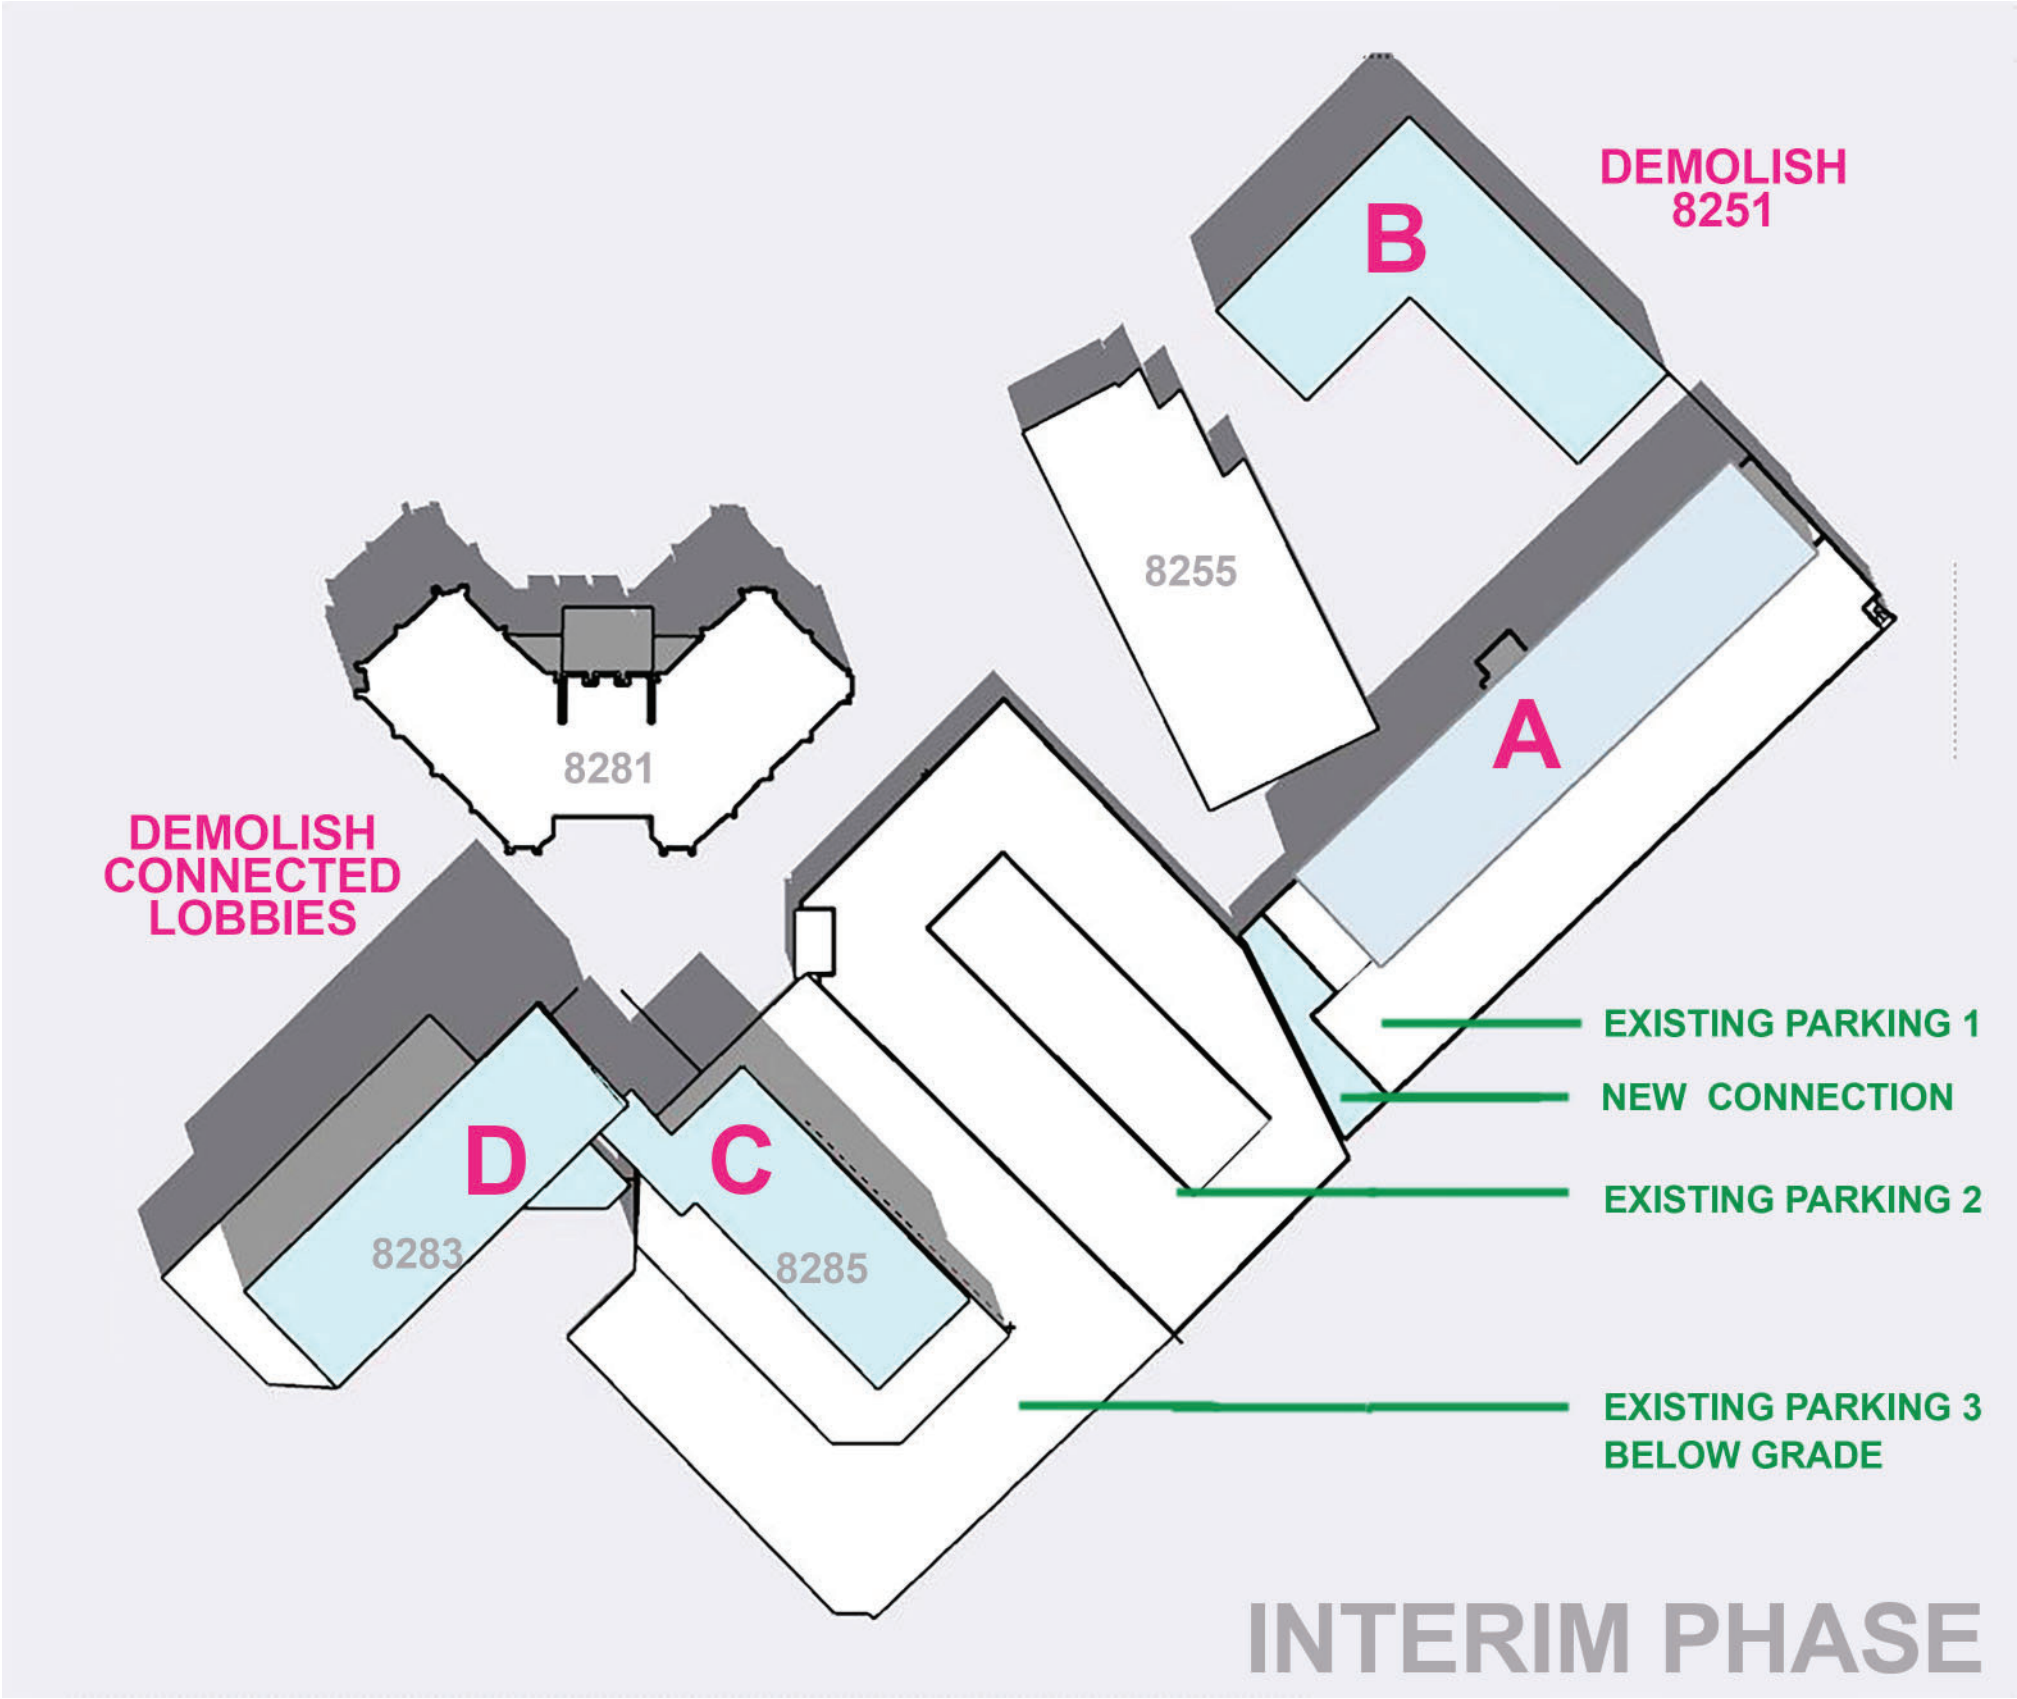 DEMOLISH
8251
B
8255
A
8281
DEMOLISH
CONNECTED
LOBBIES
D
C
8283
8285
EXISTING PARKING 1
NEW CONNECTION
EXISTING PARKING 2
EXISTING PARKING 3
BELOW GRADE
INTERIM PHASE